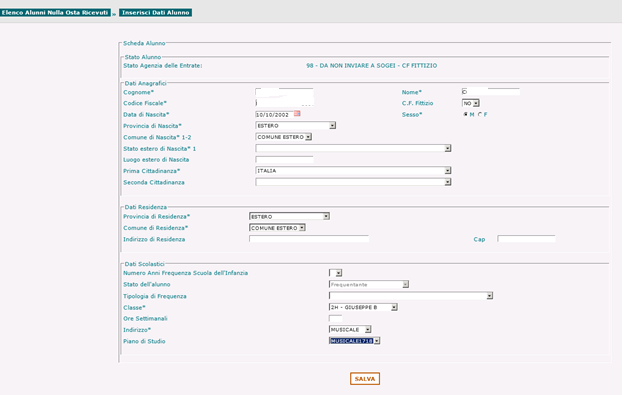 Elenco Alunni Nulla Osta Ricevuti » Inserisci Dati Alunno
Scheda Alunno
Stato Alunno
Stato Agenzia delle Entrate: 98 - DA NON INVIARE A SOGEI - CF FITTIZIO
Dati Anagrafici
Cognome* Nome*
Codice Fiscale* C.F. Fittizio NO
Data di Nascita* 10/10/2002 Sesso* M F
Provincia di Nascita* ESTERO
Comune di Nascita* 1-2 COMUNE ESTERO
Stato estero di Nascita* 1
Luogo estero di Nascita
Prima Cittadinanza* ITALIA
Seconda Cittadinanza
Dati Residenza
Provincia di Residenza* ESTERO
Comune di Residenza* COMUNE ESTERO
Indirizzo di Residenza Cap
Dati Scolastici
Numero Anni Frequenza Scuola dell'Infanzia
Stato dell'alunno Frequentante
Tipologia di Frequenza
Classe* 2H - GIUSEPPE B
Ore Settimanali
Indirizzo* MUSICALE
Piano di Studio MUSICALE1718
SALVA